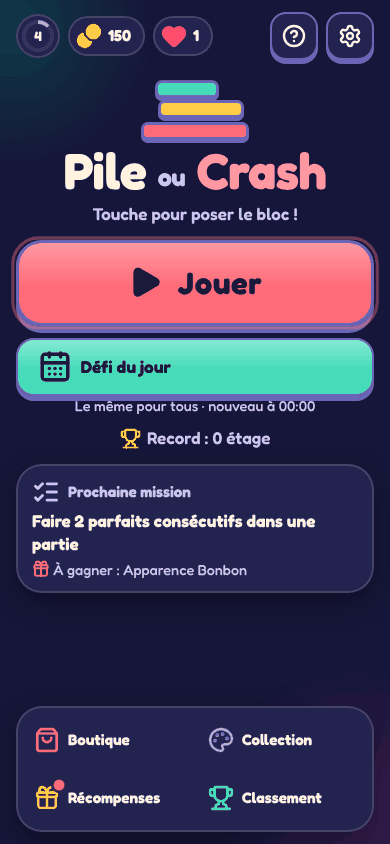 4
150
1
Pile ou Crash
Touche pour poser le bloc !
Jouer
Défi du jour
Le même pour tous · nouveau à 00:00
Record : 0 étage
Prochaine mission
Faire 2 parfaits consécutifs dans une
partie
À gagner : Apparence Bonbon
Boutique
Collection
Récompenses
Classement